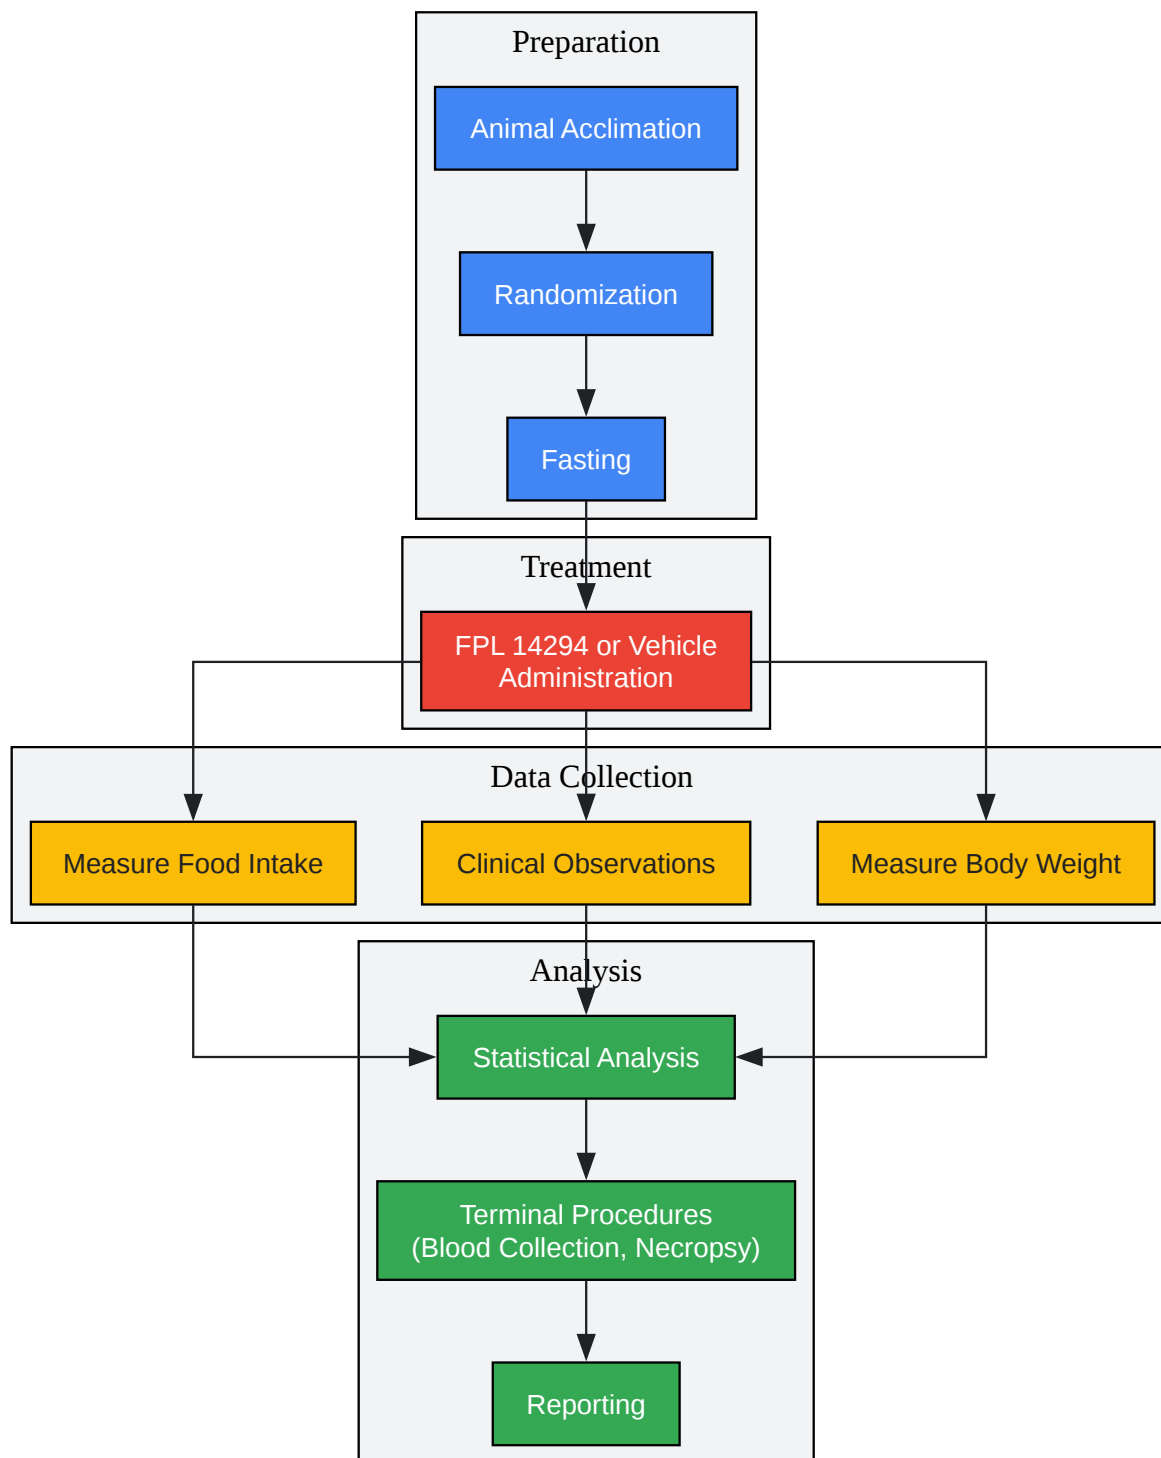 Preparation
Animal Acclimation
Randomization
Fasting
Treatment
FPL 14294 or Vehicle
Administration
Data Collection
Measure Food Intake
Clinical Observations
Measure Body Weight
Analysis
Statistical Analysis
Terminal Procedures
(Blood Collection, Necropsy)
Reporting